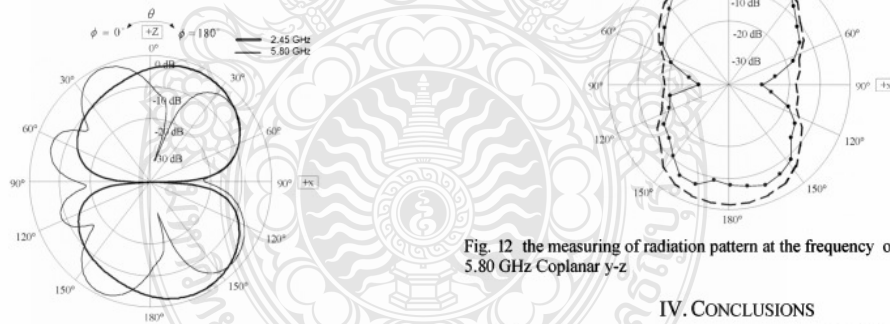 θ
ϕ = 0° +Z ϕ = 180°
2.45 GHz
5.80 GHz
0°
0 dB
30° 30°
-10 dB
60° 60°
-20 dB
-30 dB
90° 90° +x
120° 120°
150° 150°
180°
-10 dB
60° 60°
-20 dB
-30 dB
90° 90°
120° 120°
150° 150°
180°
Fig. 12 the measuring of radiation pattern at the frequency
5.80 GHz Coplanar y-z
IV. CONCLUSIONS